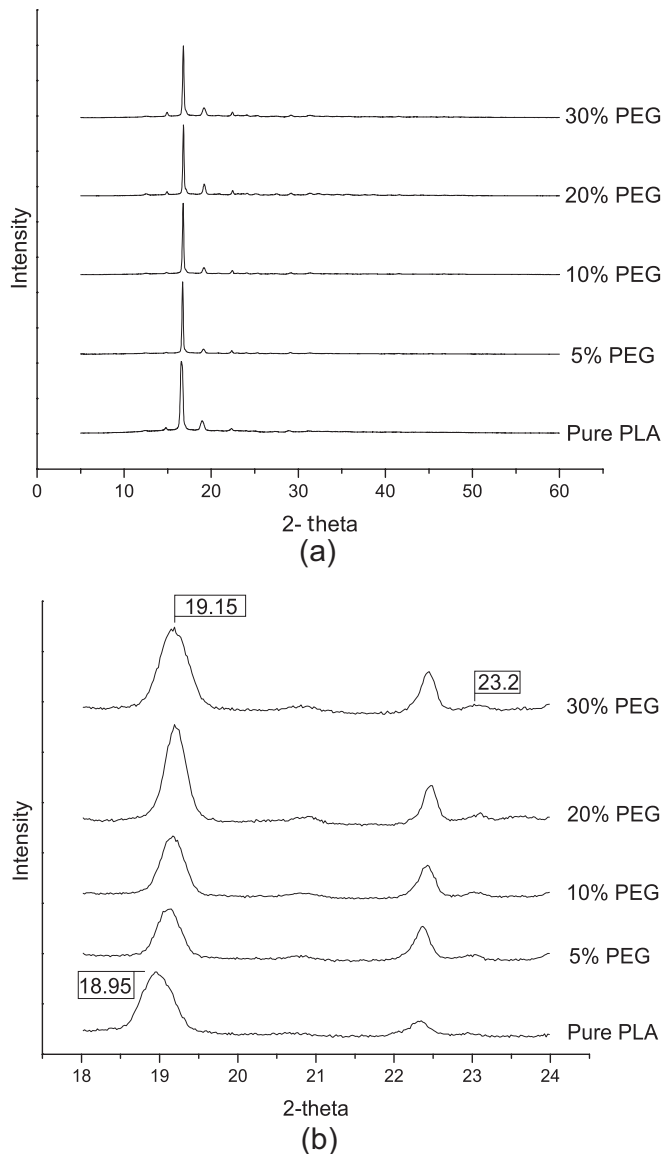 30% PEG
20% PEG
10% PEG
5% PEG
Pure PLA
Intensity
0 10 20 30 40 50 60
2- theta
(a)
19.15
23.2
30% PEG
20% PEG
10% PEG
5% PEG
18.95
Pure PLA
Intensity
18 19 20 21 22 23 24
2-theta
(b)